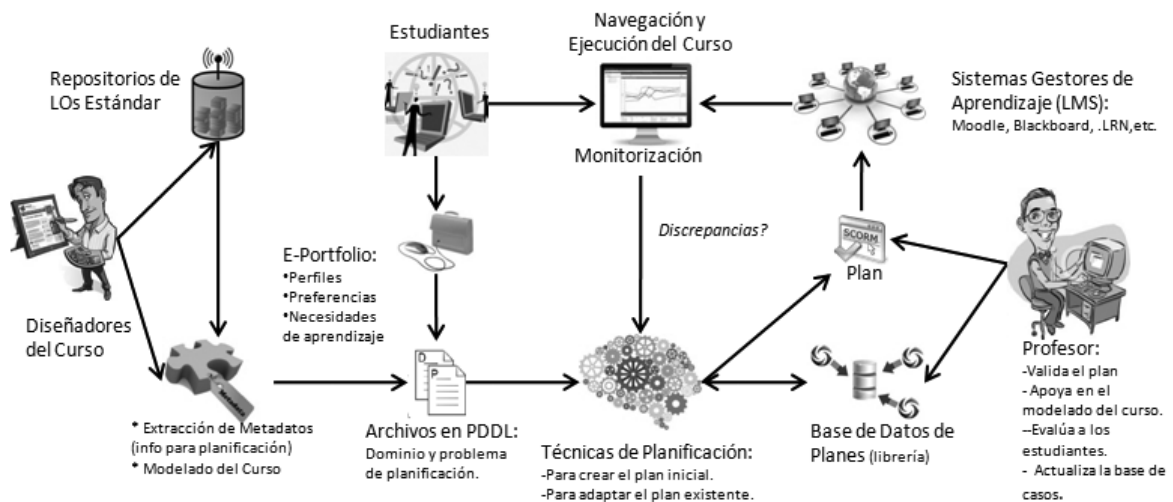 Estudiantes
Navegación y
Ejecución del Curso
Repositorios de
LOs Estándar
Sistemas Gestores de
Aprendizaje (LMS):
Moodle, Blackboard, .LRN,etc.
Monitorización
Discrepancias?
SCORM
Plan
E-Portfolio:
•Perfiles
•Preferencias
•Necesidades
de aprendizaje
Diseñadores
del Curso
Metadata
D
P
Profesor:
-Valida el plan
- Apoya en el
modelado del curso.
--Evalúa a los
estudiantes.
- Actualiza la base de
casos.
* Extracción de Metadatos
(info para planificación)
* Modelado del Curso
Archivos en PDDL:
Dominio y problema
de planificación.
Técnicas de Planificación:
-Para crear el plan inicial.
-Para adaptar el plan existente.
Base de Datos de
Planes (librería)